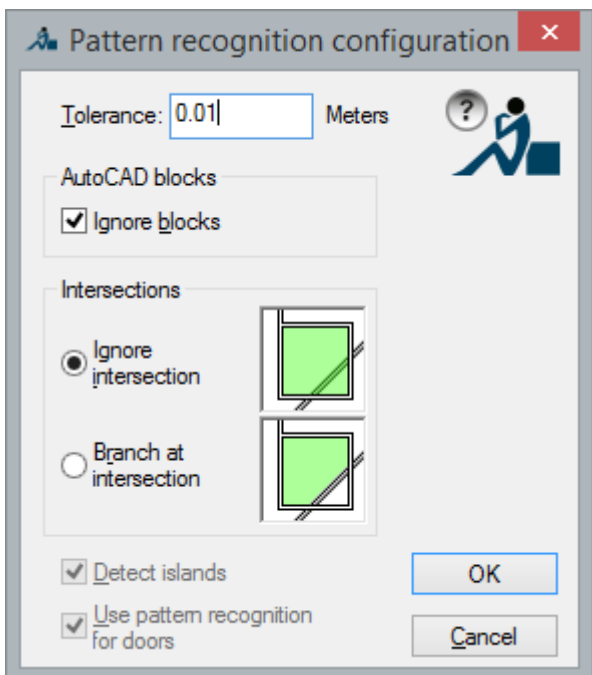 Pattern recognition configuration
Tolerance: 0.01 Meters
?
AutoCAD blocks
Ignore blocks
Intersections
Ignore
intersection
Branch at
intersection
Detect islands
Use pattern recognition
for doors
OK
Cancel